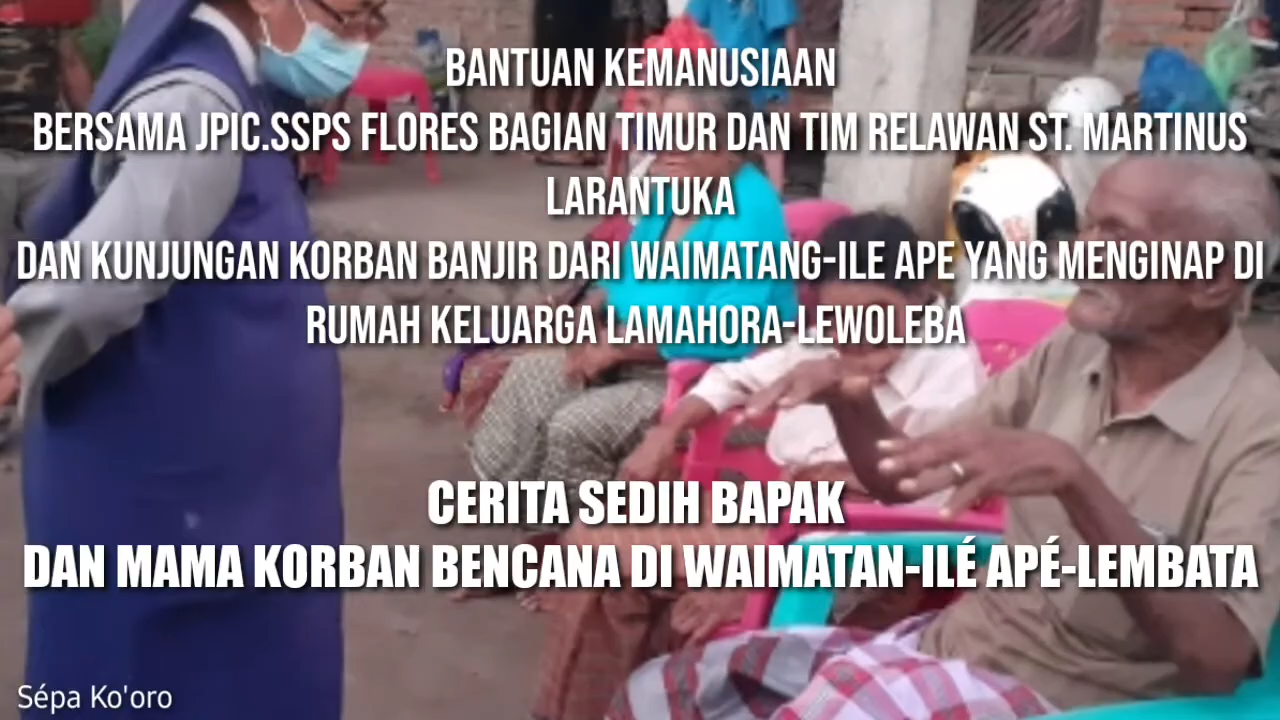 BANTUAN KEMANUSIAAN
BERSAMA JPIC.SSPS FLORES BAGIAN TIMUR DAN TIM RELAWAN ST. MARTINUS
LARANTUKA
DAN KUNJUNGAN KORBAN BANJIR DARI WAIMATANG-ILE APE YANG MENGINAP DI
RUMAH KELUARGA LAMAHORA-LEWOLEBA
CERITA SEDIH BAPAK
DAN MAMA KORBAN BENCANA DI WAIMATAN-ILÉ APÉ-LEMBATA
Sépa Ko'oro